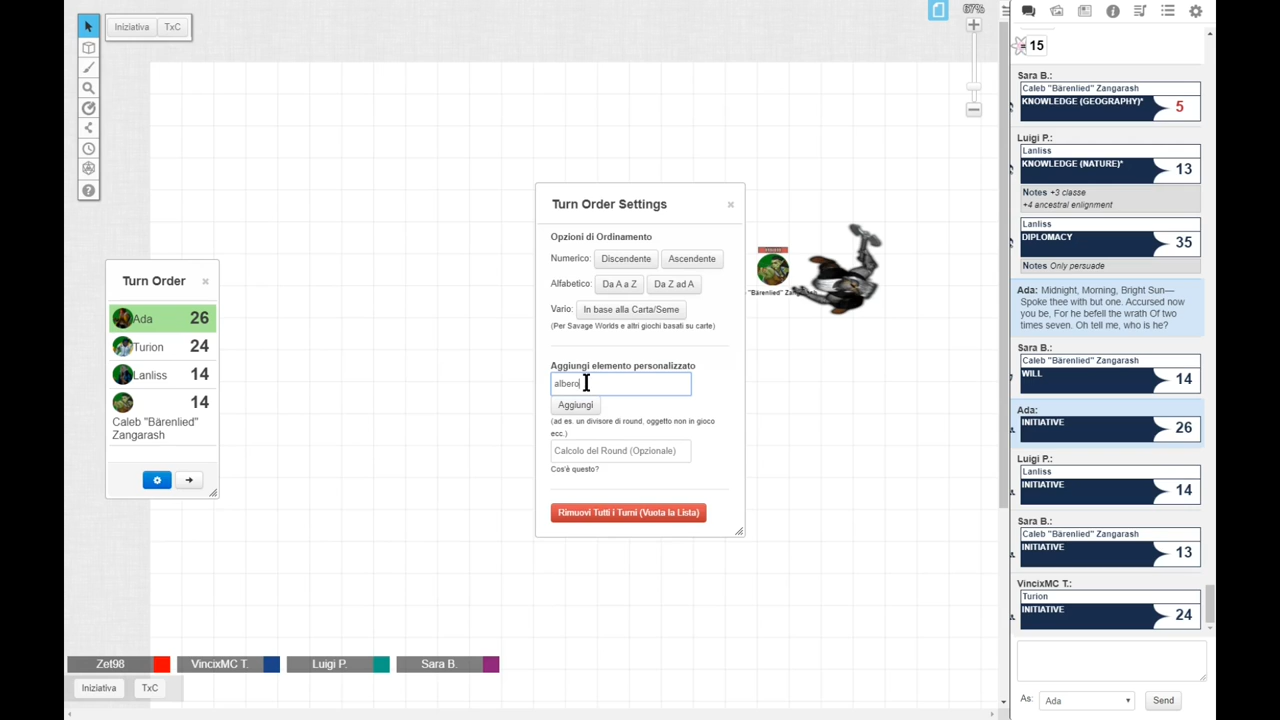 Iniziativa TxC
67%
Turn Order
Ada 26
Turion 24
Lanliss 14
14
Caleb "Bärenlied"
Zangarash
Turn Order Settings
Opzioni di Ordinamento
Numerico: Discendente Ascendente
Alfabetico: Da A a Z Da Z ad A
Vario: In base alla Carta/Seme
(Per Savage Worlds e altri giochi basati su carte)
Aggiungi elemento personalizzato
albero
Aggiungi
(ad es. un divisore di round, oggetto non in gioco
ecc.)
Calcolo del Round (Opzionale)
Cos'è questo?
Rimuovi Tutti i Turni (Vuota la Lista)
"Bärenlied" Zangarash
= 15
Sara B.:
Caleb "Bärenlied" Zangarash
KNOWLEDGE (GEOGRAPHY)* 5
Luigi P.:
Lanliss
KNOWLEDGE (NATURE)* 13
Notes +3 classe
+4 ancestral enlignment
Lanliss
DIPLOMACY 35
Notes Only persuade
Ada: Midnight, Morning, Bright Sun—
Spoke thee with but one. Accursed now
you be, For he befell the wrath Of two
times seven. Oh tell me, who is he?
Sara B.:
Caleb "Bärenlied" Zangarash
WILL 14
Ada:
INITIATIVE 26
Luigi P.:
Lanliss
INITIATIVE 14
Sara B.:
Caleb "Bärenlied" Zangarash
INITIATIVE 13
VincixMC T.:
Turion
INITIATIVE 24
As: Ada Send
Zet98 VincixMC T. Luigi P. Sara B.
Iniziativa TxC